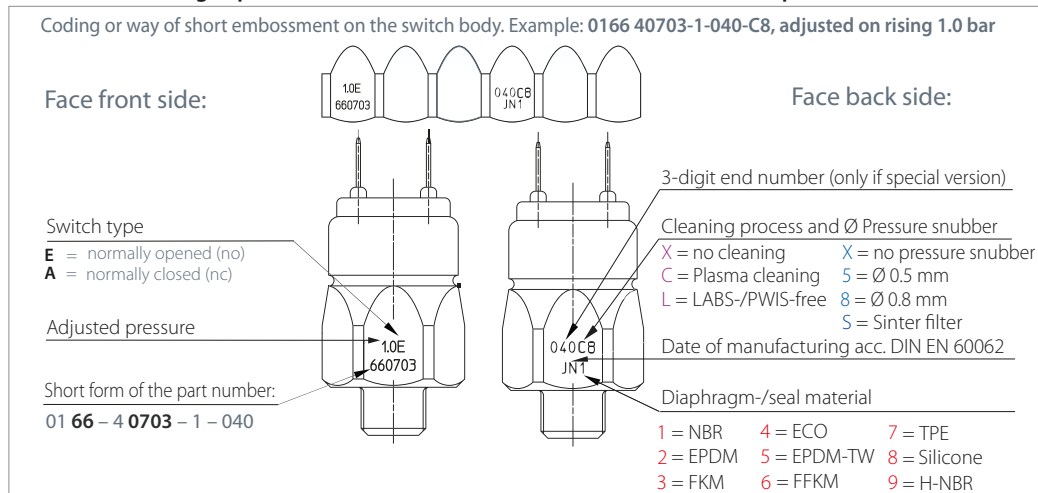 Coding or way of short embossment on the switch body. Example: 0166 40703-1-040-C8, adjusted on rising 1.0 bar
Face front side:
1.0E
660703
040C8
JN1
Face back side:
3-digit end number (only if special version)
Switch type
E = normally opened (no)
A = normally closed (nc)
Cleaning process and Ø Pressure snubber
X = no cleaning X = no pressure snubber
C = Plasma cleaning 5 = Ø 0.5 mm
L = LABS-/PWIS-free 8 = Ø 0.8 mm
S = Sinter filter
Adjusted pressure
1.0E
660703
040C8
JN1
Date of manufacturing acc. DIN EN 60062
Short form of the part number:
01 66 – 4 0703 – 1 – 040
Diaphragm-/seal material
1 = NBR 4 = ECO 7 = TPE
2 = EPDM 5 = EPDM-TW 8 = Silicone
3 = FKM 6 = FFKM 9 = H-NBR